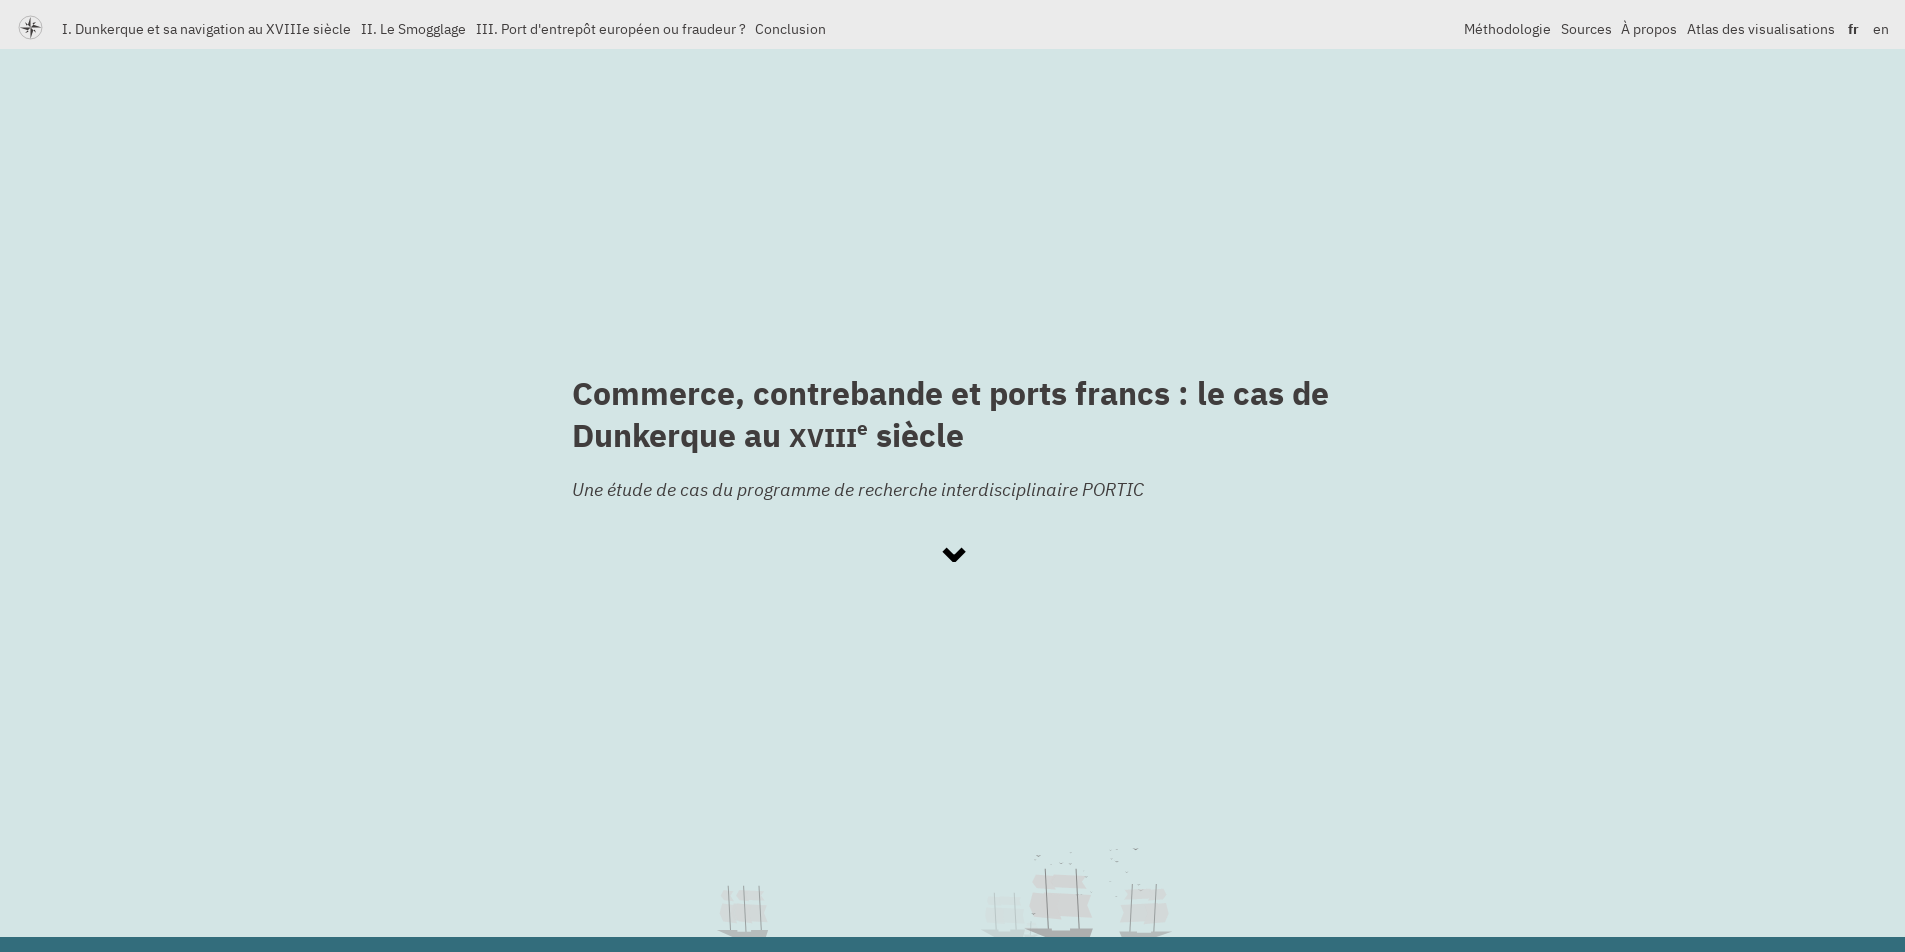 I. Dunkerque et sa navigation au XVIIIe siècle II. Le Smogglage III. Port d'entrepôt européen ou fraudeur ? Conclusion Méthodologie Sources À propos Atlas des visualisations fr en
Commerce, contrebande et ports francs : le cas de
Dunkerque au XVIIIe siècle
Une étude de cas du programme de recherche interdisciplinaire PORTIC